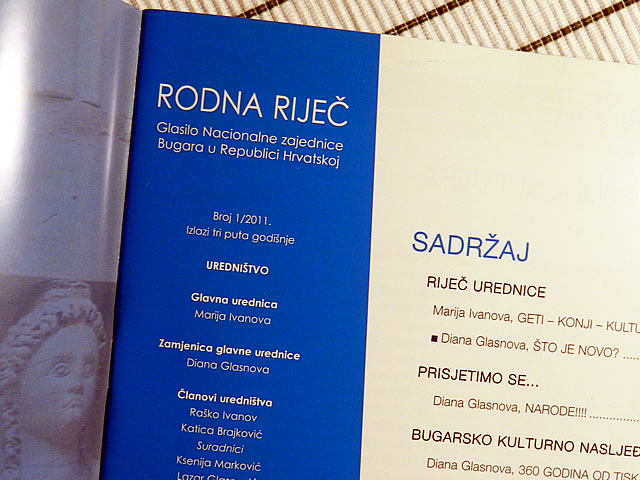 RODNA RIJEČ
Glasilo Nacionalne zajednice
Bugara u Republici Hrvatskoj
Broj 1/2011.
Izlazi tri puta godišnje
UREDNIŠTVO
Glavna urednica
Marija Ivanova
Zamjenica glavne urednice
Diana Glasnova
Članovi uredništva
Raško Ivanov
Katica Brajković
Suradnici
Ksenija Marković
Lazar
SADRŽAJ
RIJEČ UREDNICE
Marija Ivanova, GETI – KONJI – KULTU
■ Diana Glasnova, ŠTO JE NOVO? .....
PRISJETIMO SE...
Diana Glasnova, NARODE!!!! ..............
BUGARSKO KULTURNO NASLJEĐ
Diana Glasnova, 360 GODINA OD TISK